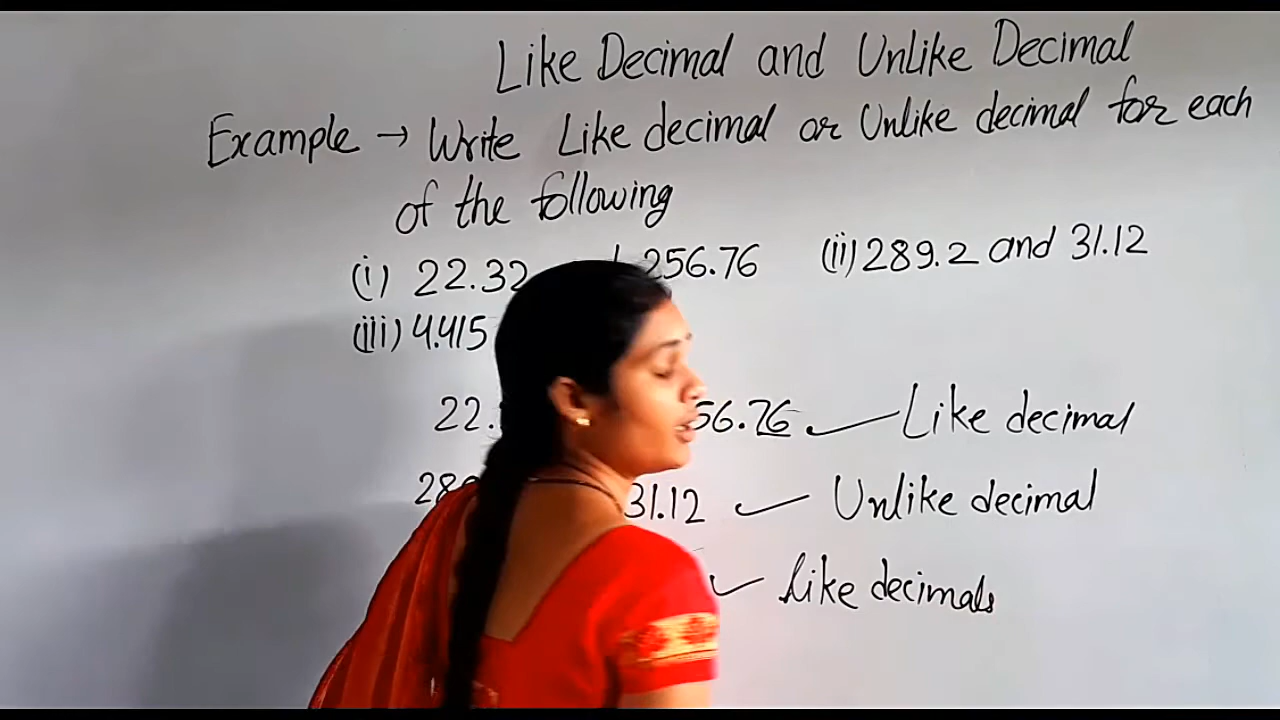 Like Decimal and Unlike Decimal
Example → Write Like decimal or Unlike decimal for each
of the following
(i) 22.32 256.76 (ii) 289.2 and 31.12
(iii) 4.415
22. 56.76 Like decimal
28 31.12 Unlike decimal
like decimals